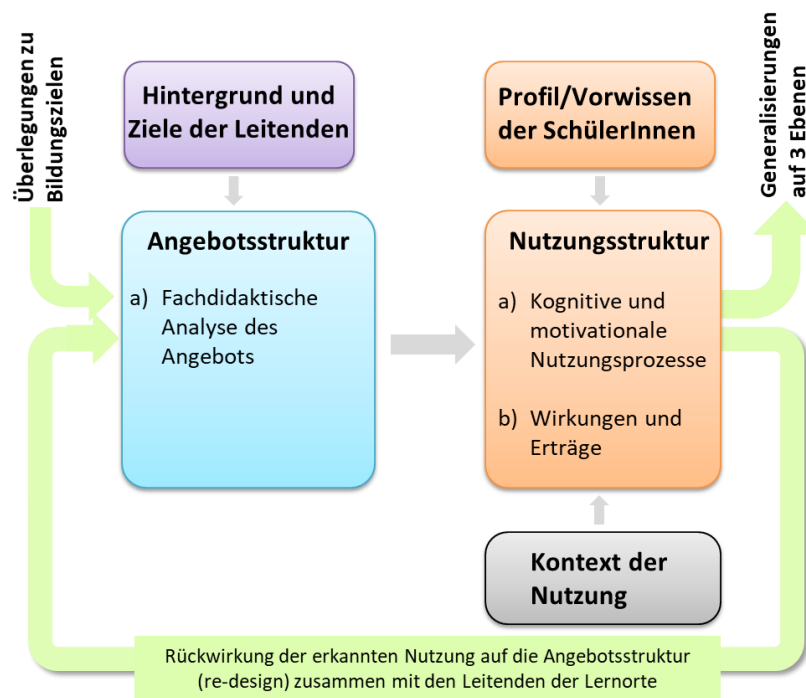 Überlegungen zu
Bildungszielen
Hintergrund und
Ziele der Leitenden
Profil/Vorwissen
der SchülerInnen
Generalisierungen
auf 3 Ebenen
Angebotsstruktur
a) Fachdidaktische
Analyse des
Angebots
Nutzungsstruktur
a) Kognitive und
motivationale
Nutzungsprozesse
b) Wirkungen und
Erträge
Kontext der
Nutzung
Rückwirkung der erkannten Nutzung auf die Angebotsstruktur
(re-design) zusammen mit den Leitenden der Lernorte